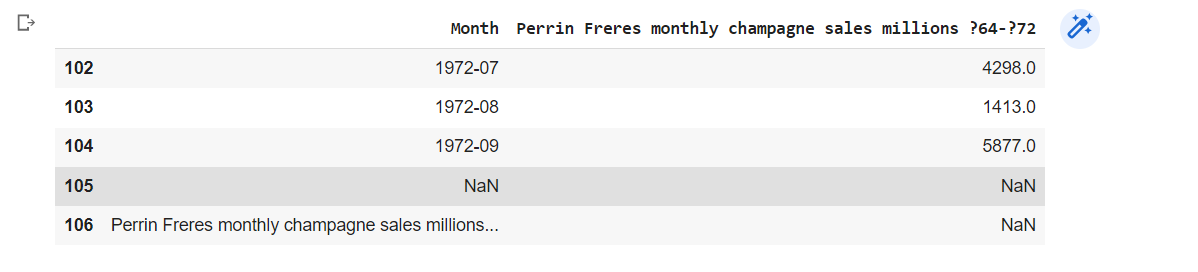 Month Perrin Freres monthly champagne sales millions ?64-?72
102 1972-07 4298.0
103 1972-08 1413.0
104 1972-09 5877.0
105 NaN NaN
106 Perrin Freres monthly champagne sales millions... NaN